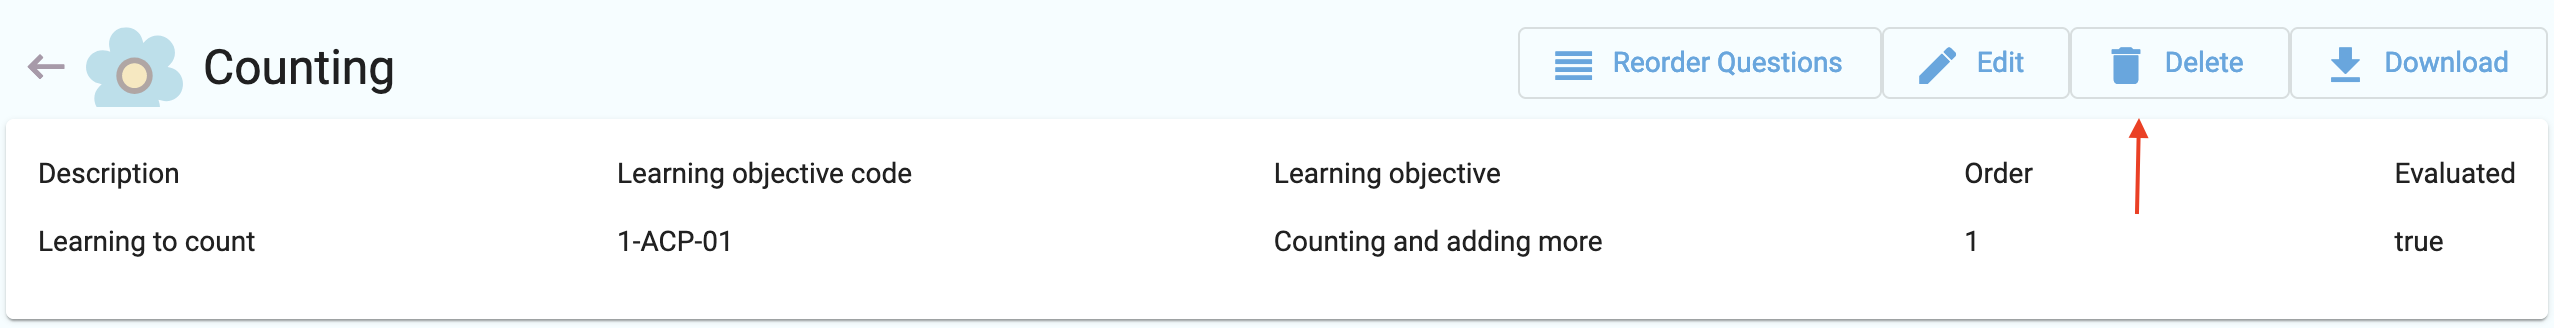 Counting
Reorder Questions Edit Delete Download
Description Learning objective code Learning objective Order Evaluated
Learning to count 1-ACP-01 Counting and adding more 1 true